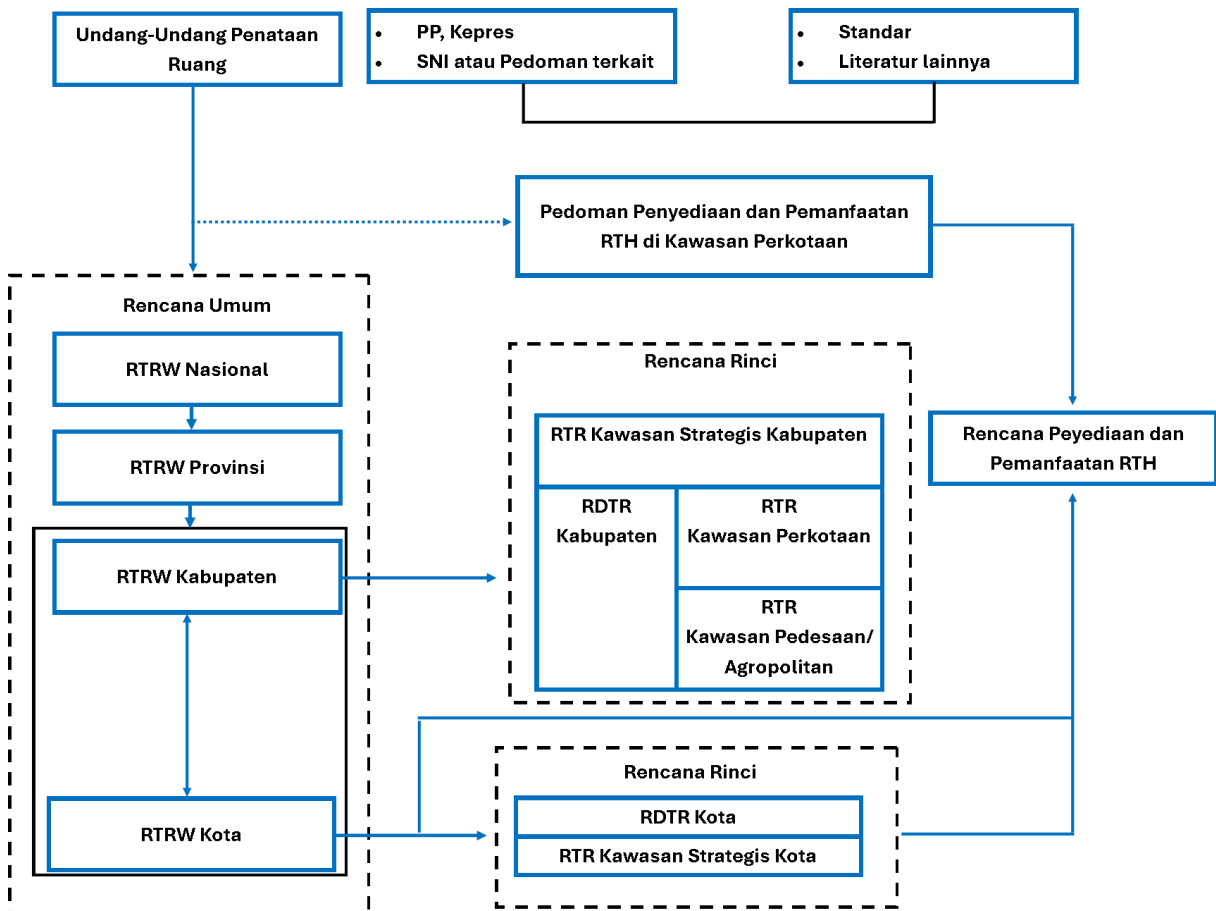 Undang-Undang Penataan
Ruang
• PP, Kepres
• SNI atau Pedoman terkait
• Standar
• Literatur lainnya
Pedoman Penyediaan dan Pemanfaatan
RTH di Kawasan Perkotaan
Rencana Umum
RTRW Nasional
RTRW Provinsi
RTRW Kabupaten
RTRW Kota
Rencana Rinci
RTR Kawasan Strategis Kabupaten
RDTR
Kabupaten
RTR
Kawasan Perkotaan
RTR
Kawasan Pedesaan/
Agropolitan
Rencana Peyediaan dan
Pemanfaatan RTH
Rencana Rinci
RDTR Kota
RTR Kawasan Strategis Kota